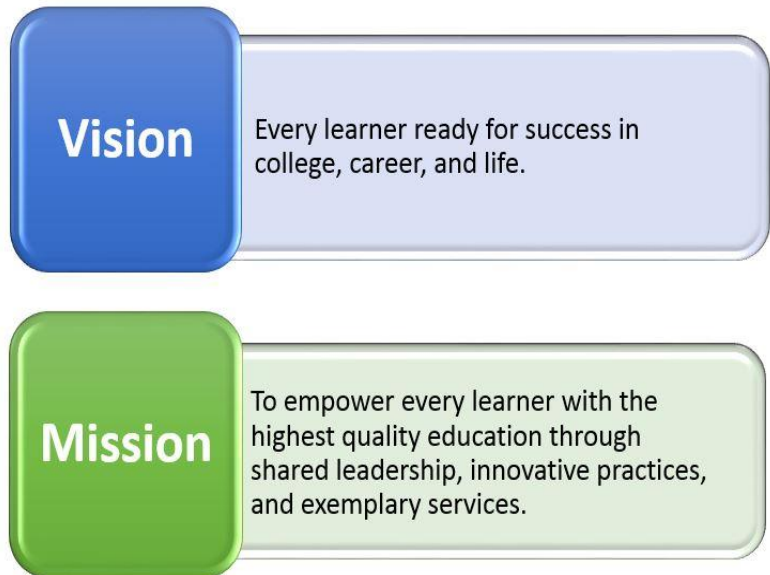 Vision
Every learner ready for success in
college, career, and life.
Mission
To empower every learner with the
highest quality education through
shared leadership, innovative practices,
and exemplary services.